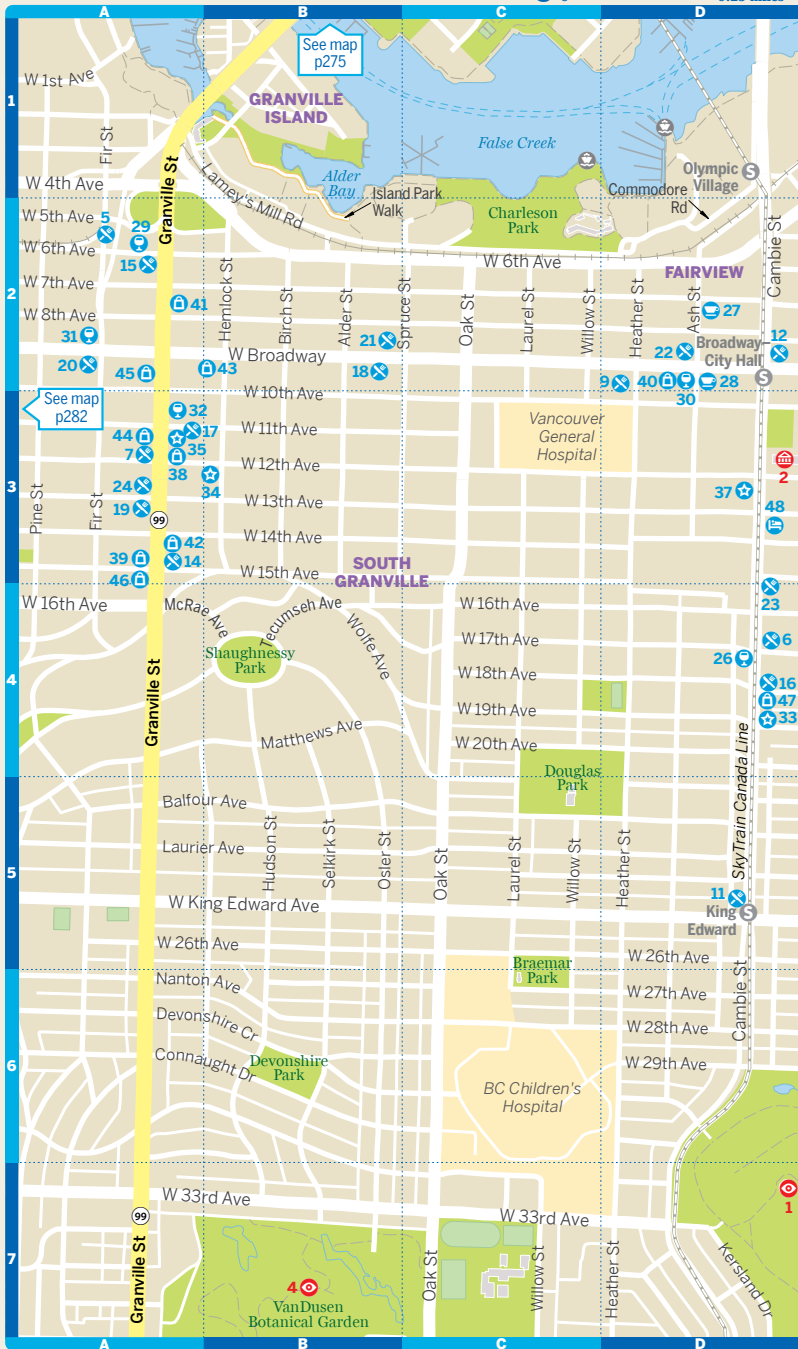 A
B
C
D
See map
p275
W 1st Ave
GRANVILLE
ISLAND
1
Fir St
False Creek
Granville St
Lamey's Mill Rd
Alder
Bay
Island Park
Walk
Olympic
Village
S
W 4th Ave
Commodore
Rd
W 5th Ave
5
29
Charleson
Park
Cambie St
W 6th Ave
W 6th Ave
15
FAIRVIEW
W 7th Ave
2
41
Hemlock St
Birch St
Alder St
Spruce St
Oak St
Laurel St
Willow St
Heather St
Ash St
27
W 8th Ave
31
21
22
Broadway
City Hall
12
W Broadway
20
45
43
18
S
9
40
30
28
See map
p282
W 10th Ave
32
Vancouver
General
Hospital
44
17
W 11th Ave
7
35
38
W 12th Ave
2
34
3
24
37
48
Pine St
Fir St
19
W 13th Ave
99
W 14th Ave
42
39
14
W 15th Ave
SOUTH
GRANVILLE
46
23
W 16th Ave
McRae Ave
Tecumseh Ave
Wolfe Ave
W 16th Ave
W 17th Ave
6
Shaughnessy
Park
26
W 18th Ave
4
16
47
33
Granville St
W 19th Ave
Matthews Ave
W 20th Ave
SkyTrain Canada Line
Douglas
Park
Balfour Ave
Hudson St
Selkirk St
Osler St
Oak St
Laurel St
Willow St
Heather St
Laurier Ave
5
11
W King Edward Ave
King
Edward
S
W 26th Ave
W 26th Ave
Braemar
Park
Nanton Ave
W 27th Ave
Cambie St
Devonshire Cr
W 28th Ave
Connaught Dr
Devonshire
Park
W 29th Ave
6
BC Children's
Hospital
W 33rd Ave
1
99
W 33rd Ave
7
Granville St
Oak St
Willow St
Heather St
Kersland Dr
4
VanDusen
Botanical Garden
A
B
C
D